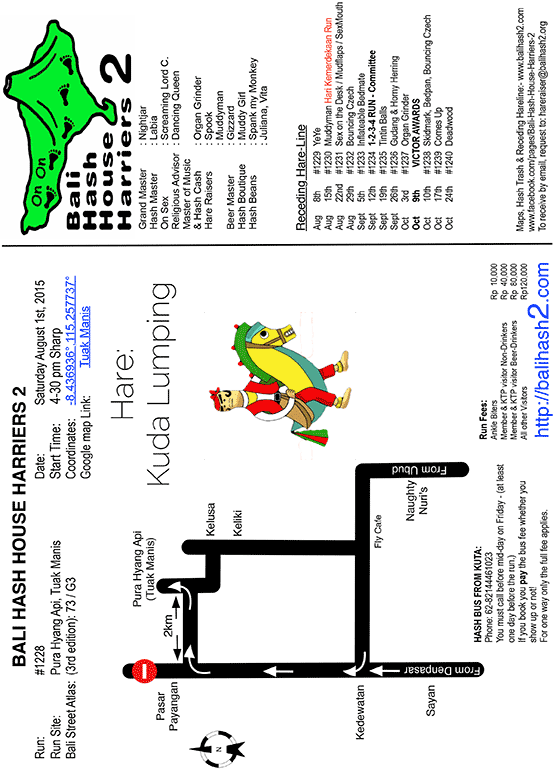 BALI HASH HOUSE HARRIERS 2
Run: #1228
Run Site: Pura Hyang Api, Tuak Manis
Bali Street Atlas: (3rd edition): 73 / G3
Date: Saturday August 1st, 2015
Start Time: 4-30 pm Sharp
Coordinates: -8.436936° 115.257737°
Google map Link: Tuak Manis
Hare:
Kuda Lumping
N
Pasar
Payangan
2km
Pura Hyang Api
(Tuak Manis)
Kelusa
Keliki
Kedewatan
Fly Cafe
Sayan
From Denpasar
Naughty
Nuri's
From Ubud
HASH BUS FROM KUTA:
Phone: 62-82144461023
You must call before mid-day on Friday - (at least
one day before the run.)
If you book you pay the bus fee whether you
show up or not!
For one way only the full fee applies.
Run Fees:
Ankle Biters Rp 10.000
Member & KTP visitor Non-Drinkers Rp 40.000
Member & KTP visitor Beer-Drinkers Rp 80.000
All other Visitors Rp120.000
http://balihash2.com
On On
Bali
Hash
House
Harriers 2
Grand Master : Nightjar
Hash Master : Labia
On Sex : Screaming Lord C.
Religious Advisor : Dancing Queen
Master of Music
& Hash Cash : Organ Grinder
Hare Raisors : Spook
: Muddyman
Beer Master : Gizzard
Hash Boutique : Muddy Girl
Hash Beans : Spank my Monkey
Juliana, Yita
Receding Hare-Line
Aug 8th #1229 YeYe
Aug 15th #1230 Muddyman Hari Kemerdekaan Run
Aug 22nd #1231 Sex on the Desk / Mudflaps / SexMouth
Aug 29th #1232 Bouncing Czech
Sept 5th #1233 Inflatable Bedmate
Sept 12th #1234 1-2-3-4 RUN - Committee
Sept 19th #1235 Tintin Balls
Sept 26th #1236 Gudang & Horny Herring
Oct 3rd #1237 Organ Grinder
Oct 9th VICTOR AWARDS
Oct 10th #1238 Skidmark, Bedpan, Bouncing Czech
Oct 17th #1239 Comes Up
Oct 24th #1240 Deadwood
Maps, Hash Trash & Receding Hareline: www.balihash2.com
www.facebook.com/pages/Bali-Hash-House-Harriers-2
To receive by email, request to: hareraiser@balihash2.org